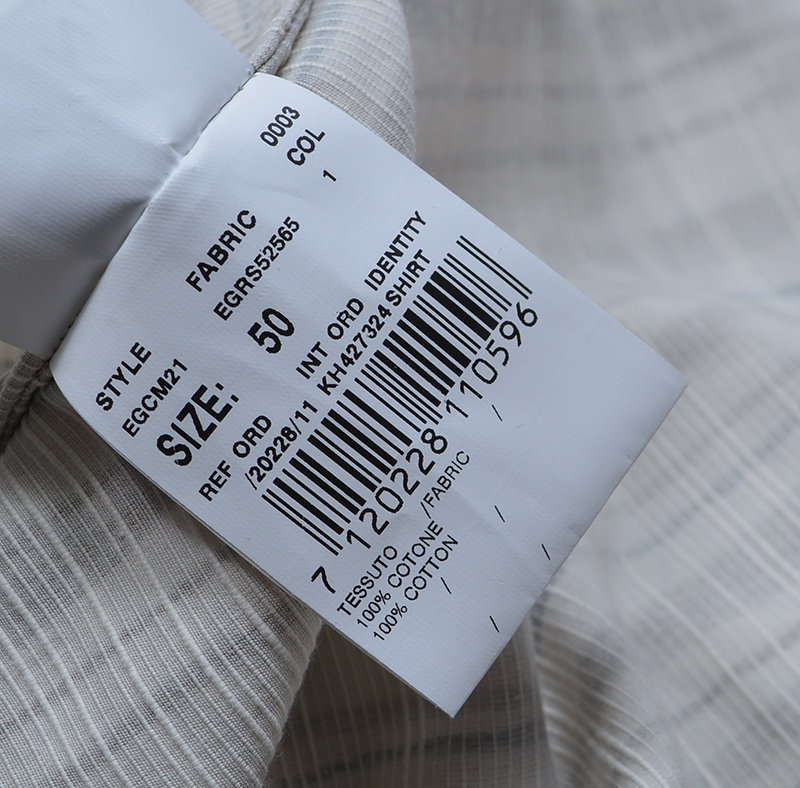 STYLE FABRIC 0003
EGCM21 EGRS52565 COL
SIZE: 50 1
REF ORD INT ORD IDENTITY
/20228/11 KH427324 SHIRT
7 120228 110596
TESSUTO /FABRIC /
100% COTONE
100% COTTON
/ /
/ /